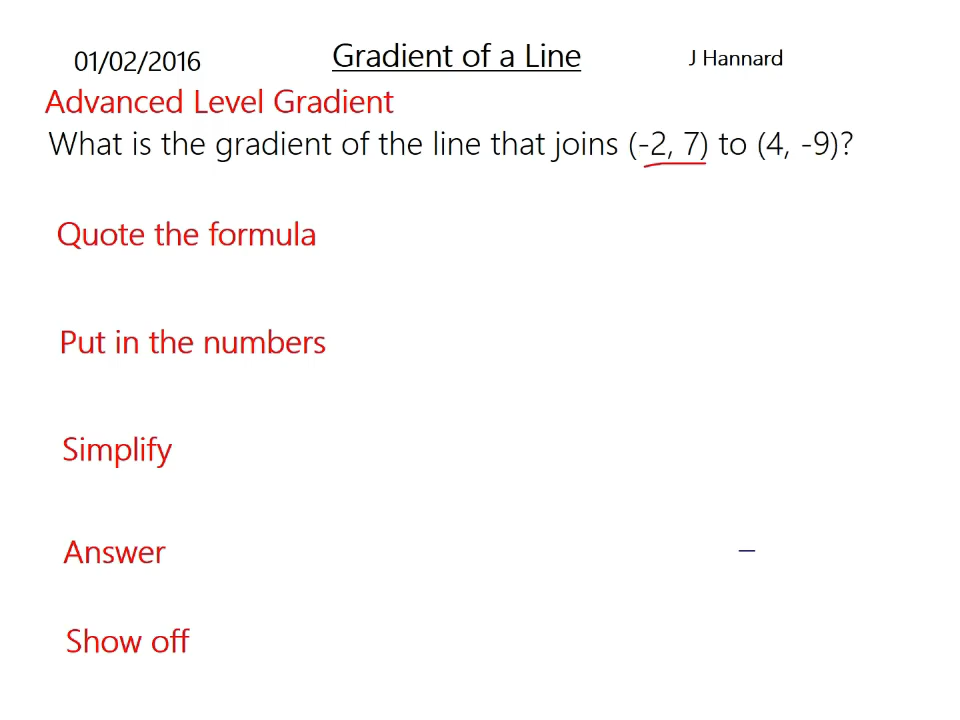 01/02/2016 Gradient of a Line J Hannard
Advanced Level Gradient
What is the gradient of the line that joins (-2, 7) to (4, -9)?
Quote the formula
Put in the numbers
Simplify
Answer
Show off